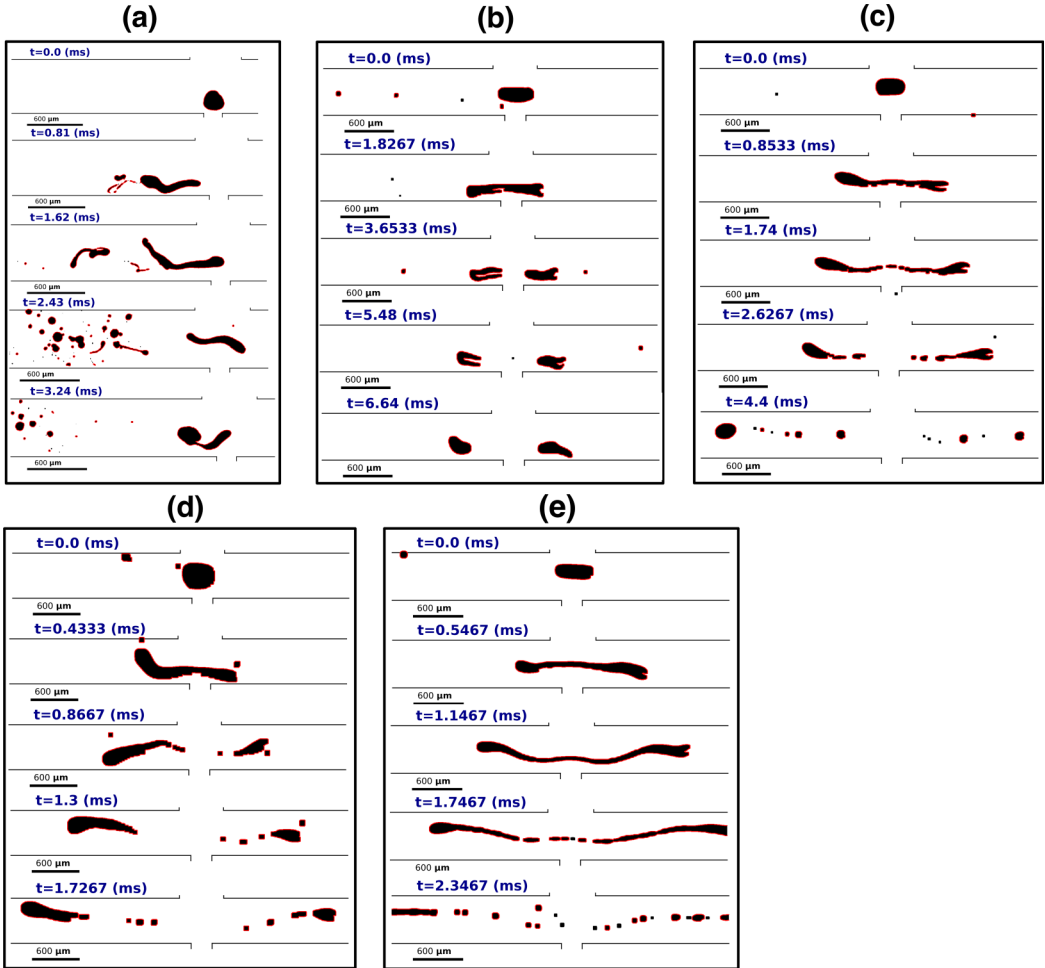 (a)
t=0.0 (ms)
600 µm
t=0.81 (ms)
600 µm
t=1.62 (ms)
600 µm
t=2.43 (ms)
600 µm
t=3.24 (ms)
600 µm
(b)
t=0.0 (ms)
600 µm
t=1.8267 (ms)
600 µm
t=3.6533 (ms)
600 µm
t=5.48 (ms)
600 µm
t=6.64 (ms)
600 µm
(c)
t=0.0 (ms)
600 µm
t=0.8533 (ms)
600 µm
t=1.74 (ms)
600 µm
t=2.6267 (ms)
600 µm
t=4.4 (ms)
600 µm
(d)
t=0.0 (ms)
600 µm
t=0.4333 (ms)
600 µm
t=0.8667 (ms)
600 µm
t=1.3 (ms)
600 µm
t=1.7267 (ms)
600 µm
(e)
t=0.0 (ms)
600 µm
t=0.5467 (ms)
600 µm
t=1.1467 (ms)
600 µm
t=1.7467 (ms)
600 µm
t=2.3467 (ms)
600 µm